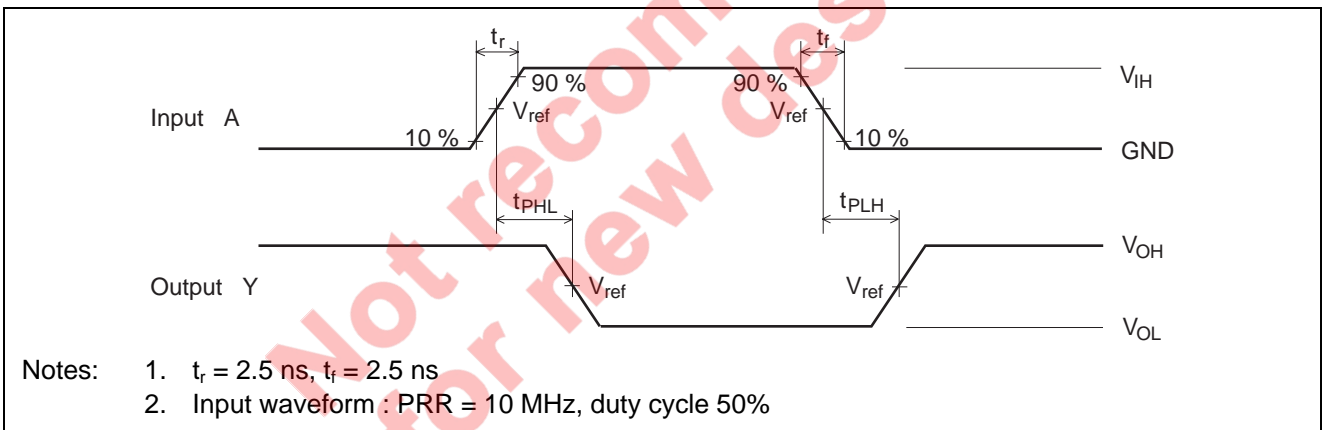 tr tf
90 % 90 % VIH
Input A Vref Vref
10 % 10 % GND
tPHL tPLH
VOH
Output Y Vref Vref
VOL
Notes: 1. tr = 2.5 ns, tf = 2.5 ns
2. Input waveform : PRR = 10 MHz, duty cycle 50%
Not recom
for new des